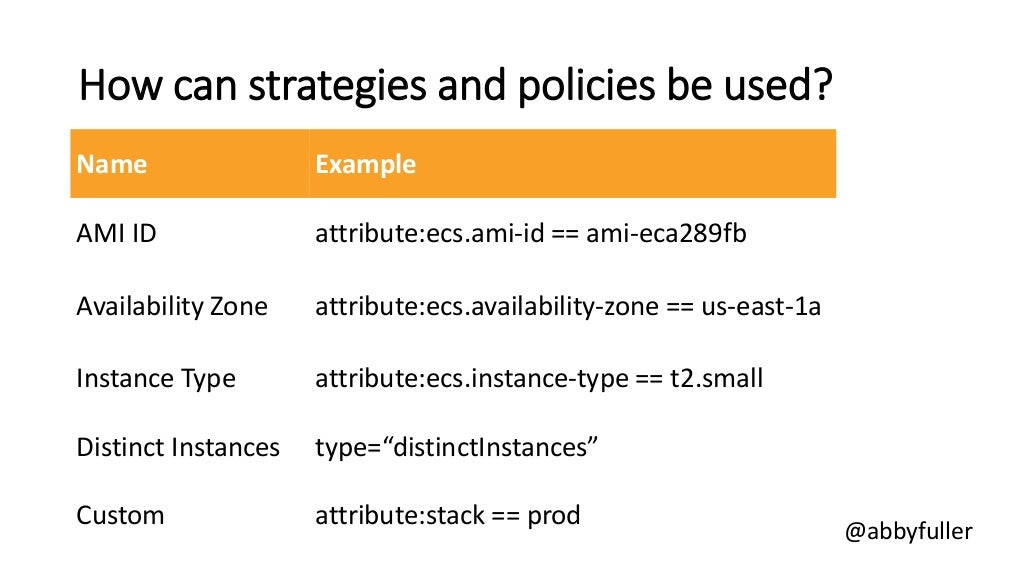 How can strategies and policies be used?
Name Example
AMI ID attribute:ecs.ami-id == ami-eca289fb
Availability Zone attribute:ecs.availability-zone == us-east-1a
Instance Type attribute:ecs.instance-type == t2.small
Distinct Instances type=“distinctInstances”
Custom attribute:stack == prod
@abbyfuller